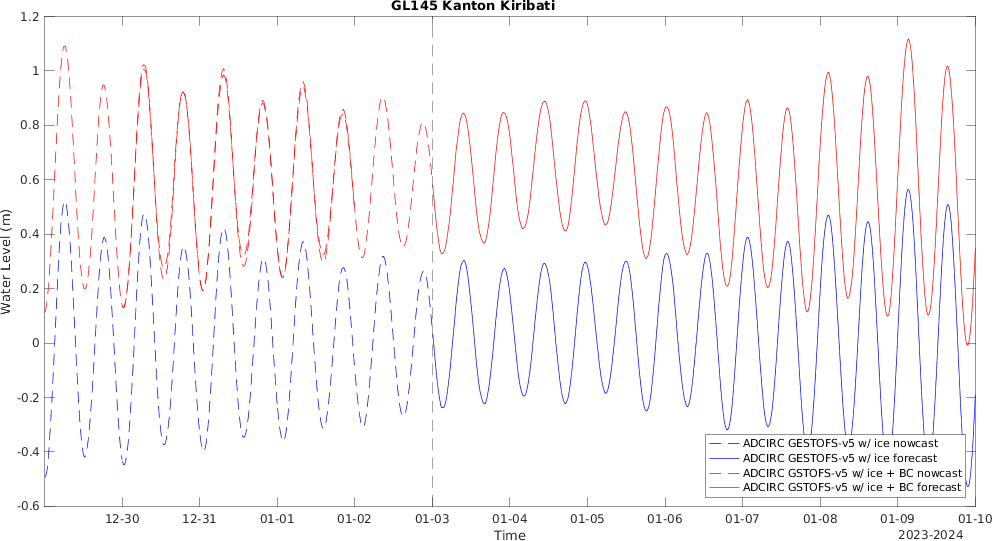 GL145 Kanton Kiribati
Water Level (m)
1.2
1
0.8
0.6
0.4
0.2
0
-0.2
-0.4
-0.6
ADCIRC GESTOFS-v5 w/ ice nowcast
ADCIRC GESTOFS-v5 w/ ice forecast
ADCIRC GSTOFS-v5 w/ ice + BC nowcast
ADCIRC GSTOFS-v5 w/ ice + BC forecast
12-30 12-31 01-01 01-02 01-03 01-04 01-05 01-06 01-07 01-08 01-09 01-10
Time
2023-2024